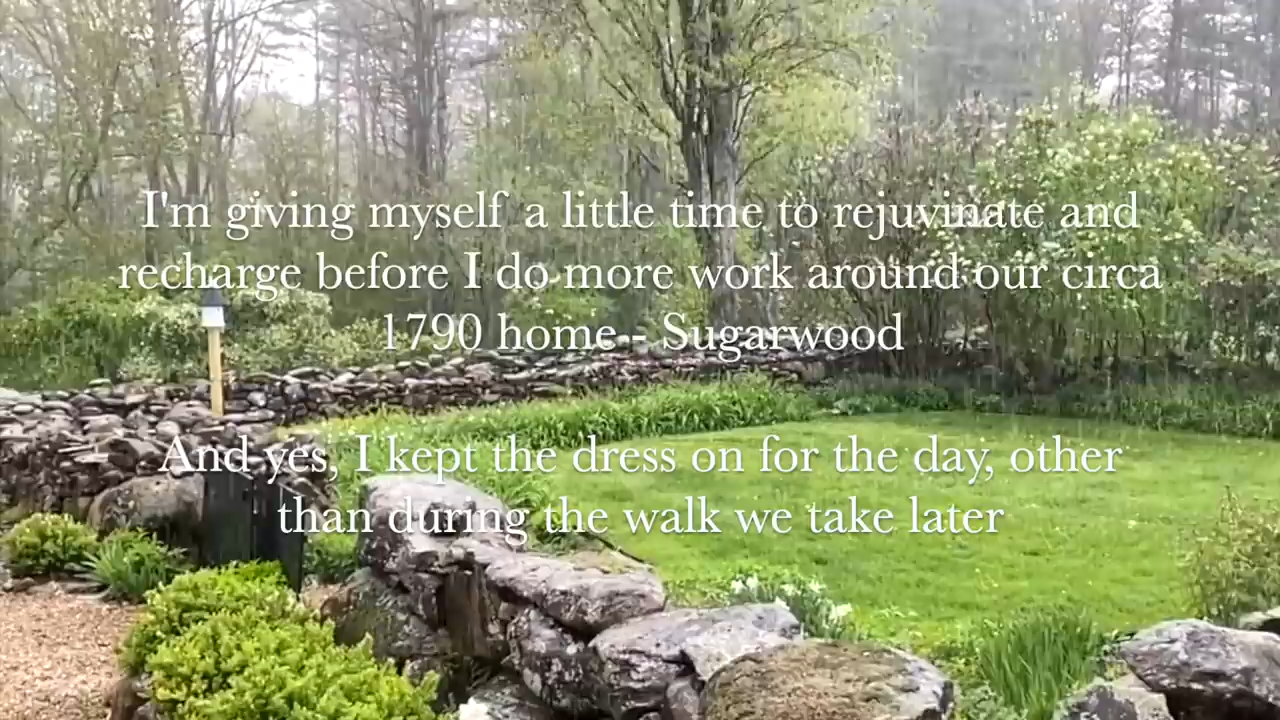 I'm giving myself a little time to rejuvinate and
recharge before I do more work around our circa
1790 home - Sugarwood
And yes, I kept the dress on for the day, other
than during the walk we take later